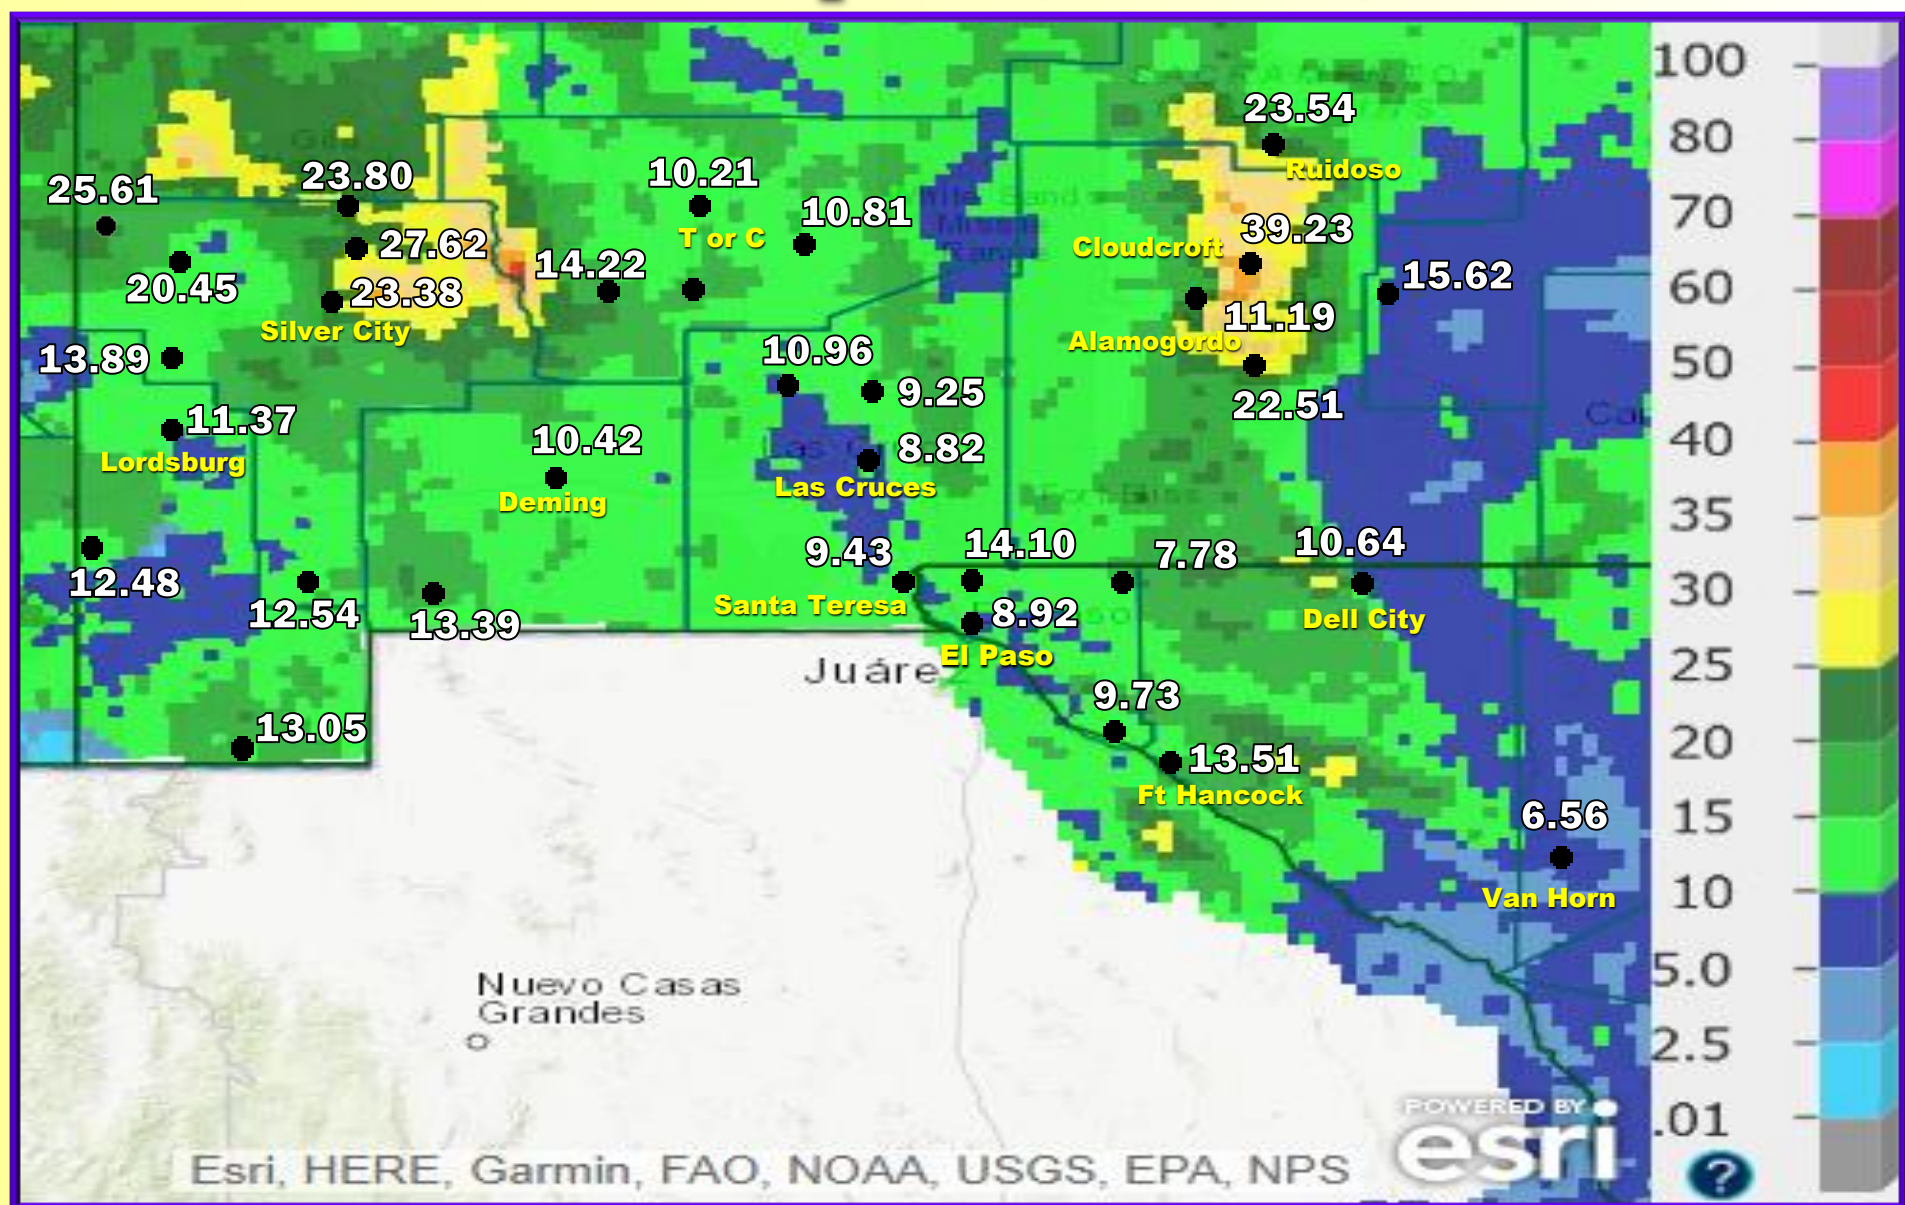 100
23.54
80
25.61
23.80
10.21
Ruidoso
10.81
70
T or C
27.62
Cloudcroft
39.23
20.45
14.22
15.62
60
23.38
Silver City
11.19
Alamogordo
13.89
10.96
50
9.25
22.51
11.37
10.42
8.82
40
Lordsburg
Deming
Las Cruces
35
Fort Bliss
12.48
9.43
14.10
7.78
10.64
30
12.54
13.39
Santa Teresa
8.92
Dell City
El Paso
Juáre
25
9.73
13.05
20
13.51
Ft Hancock
6.56
15
Van Horn
10
5.0
Nuevo Casas
Grandes
2.5
POWERED BY
esri
.01
Esri, HERE, Garmin, FAO, NOAA, USGS, EPA, NPS
?